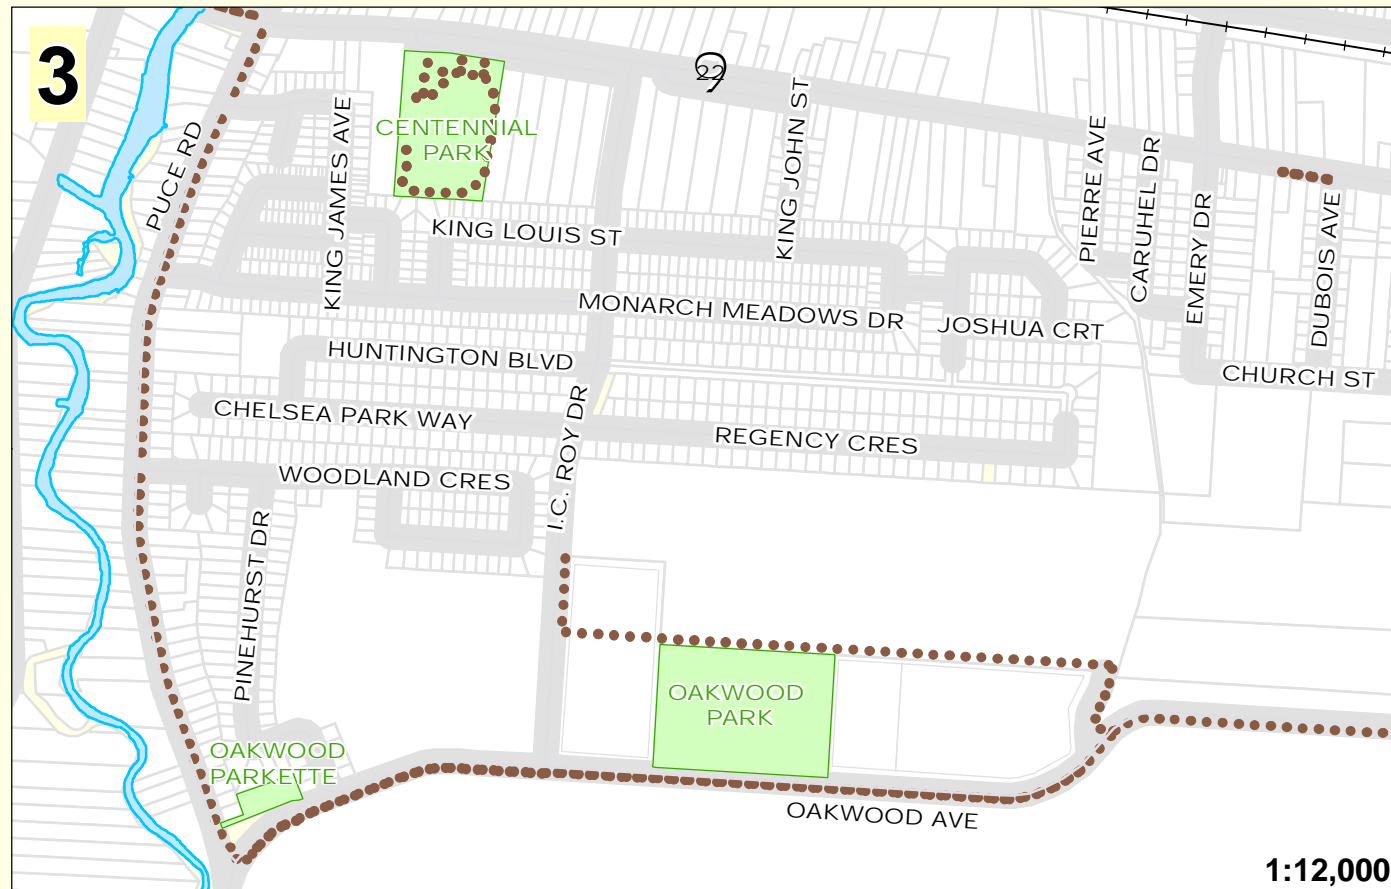 3
22
CENTENNIAL
PARK
PUCE RD
KING JAMES AVE
KING JOHN ST
PIERRE AVE
CARUHEL DR
EMERY DR
DUBOIS AVE
KING LOUIS ST
MONARCH MEADOWS DR
JOSHUA CRT
HUNTINGTON BLVD
CHURCH ST
CHELSEA PARK WAY
I.C. ROY DR
REGENCY CRES
WOODLAND CRES
PINEHURST DR
OAKWOOD
PARK
OAKWOOD
PARKETTE
OAKWOOD AVE
1:12,000